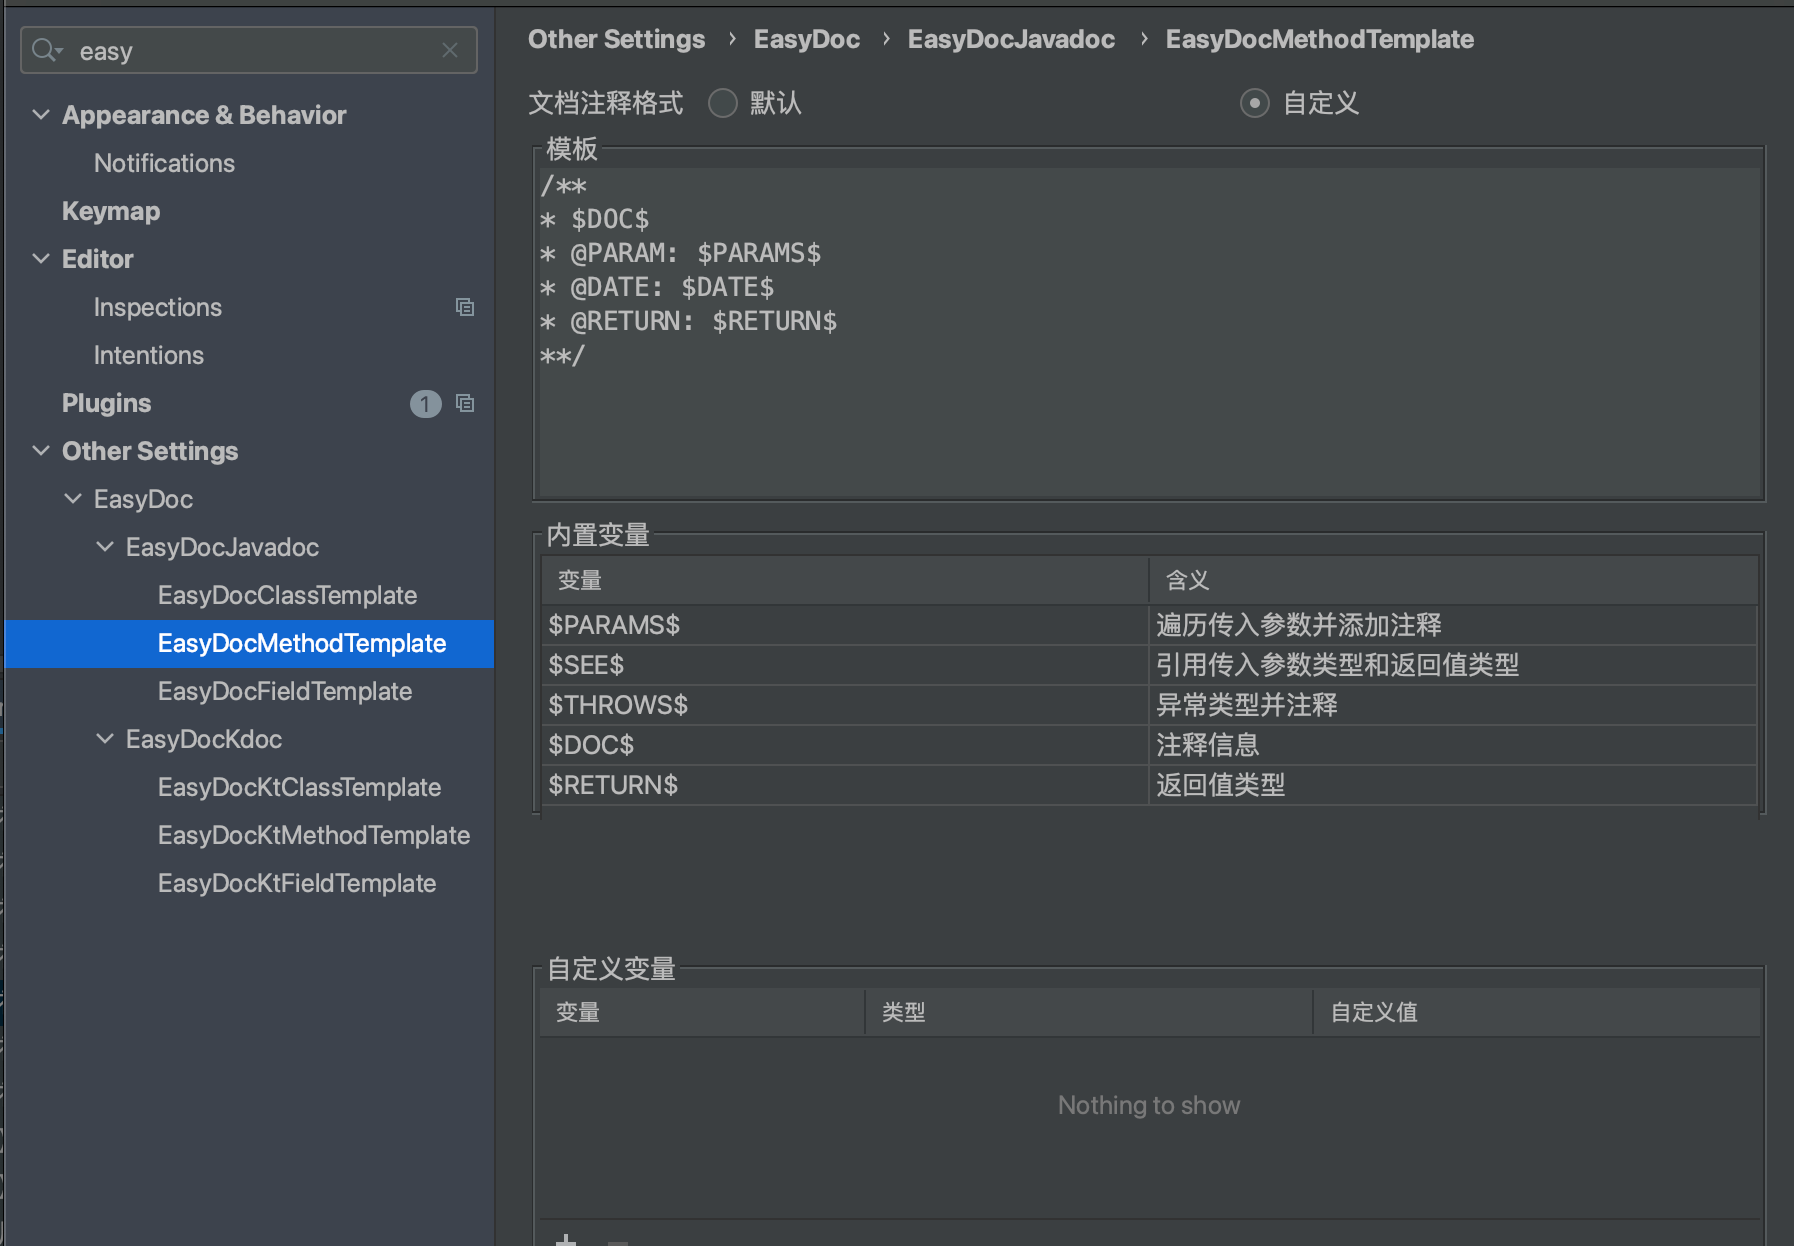 easy
Appearance & Behavior
Notifications
Keymap
Editor
Inspections
Intentions
Plugins 1
Other Settings
EasyDoc
EasyDocJavadoc
EasyDocClassTemplate
EasyDocMethodTemplate
EasyDocFieldTemplate
EasyDocKdoc
EasyDocKtClassTemplate
EasyDocKtMethodTemplate
EasyDocKtFieldTemplate
Other Settings › EasyDoc › EasyDocJavadoc › EasyDocMethodTemplate
文档注释格式 默认 自定义
模板
/**
* $DOC$
* @PARAM: $PARAMS$
* @DATE: $DATE$
* @RETURN: $RETURN$
**/
内置变量
变量 含义
$PARAMS$ 遍历传入参数并添加注释
$SEE$ 引用传入参数类型和返回值类型
$THROWS$ 异常类型并注释
$DOC$ 注释信息
$RETURN$ 返回值类型
自定义变量
变量 类型 自定义值
Nothing to show